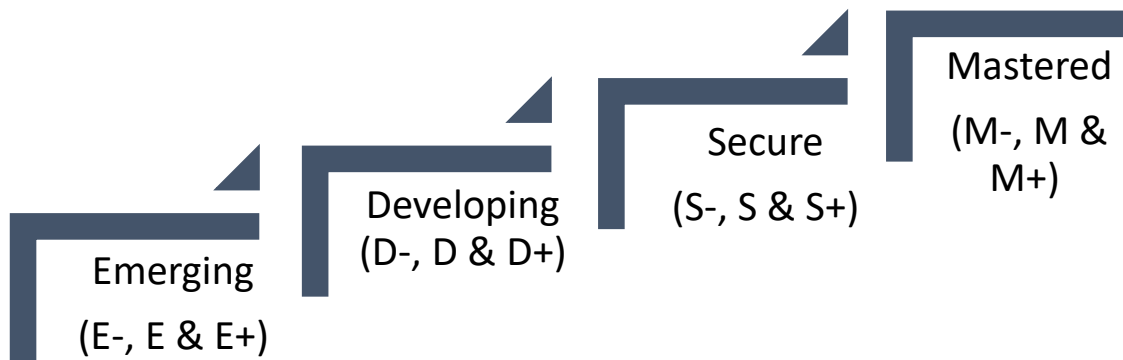 Emerging
(E-, E & E+)
Developing
(D-, D & D+)
Secure
(S-, S & S+)
Mastered
(M-, M &
M+)